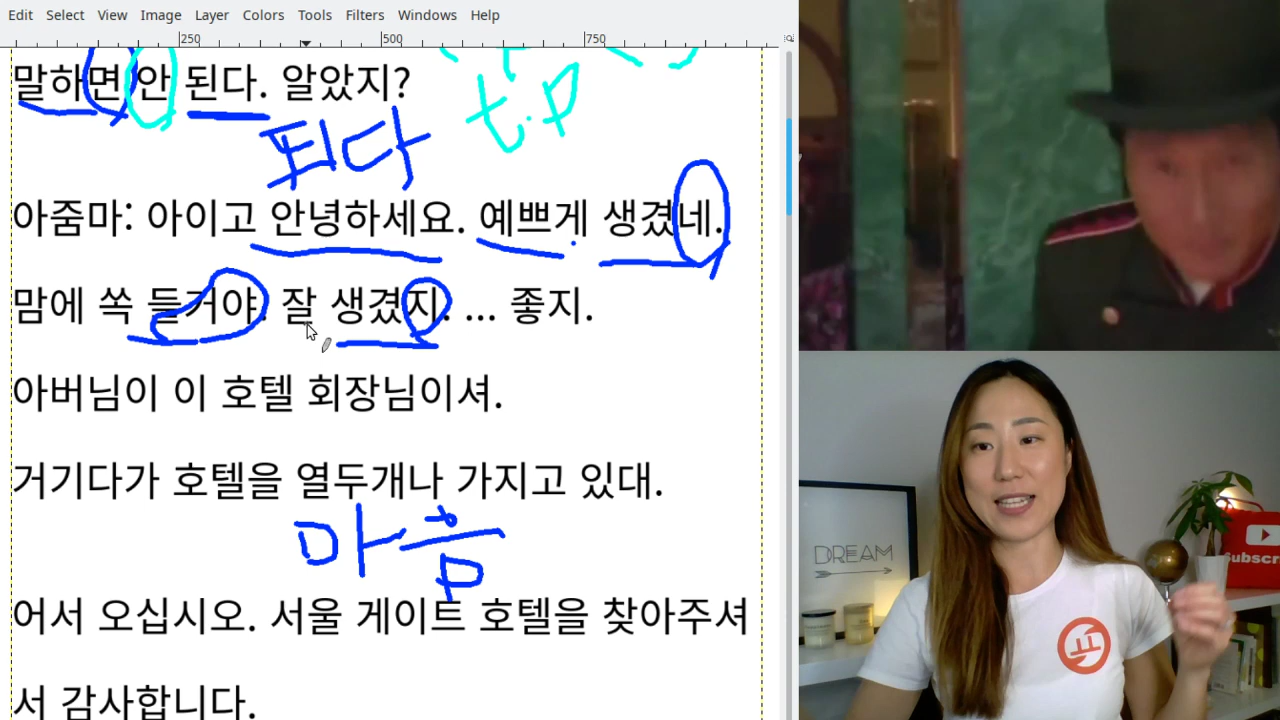 Edit Select View Image Layer Colors Tools Filters Windows Help
250 500 750
말하면 안 된다. 알았지?
t.p
되다
아줌마: 아이고 안녕하세요. 예쁘게 생겼네.
맘에 쏙 들거야. 잘 생겼지. ... 좋지.
아버님이 이 호텔 회장님이셔.
거기다가 호텔을 열두개나 가지고 있대.
마음
어서 오십시오. 서울 게이트 호텔을 찾아주셔
서 감사합니다.
DREAM
Subscr